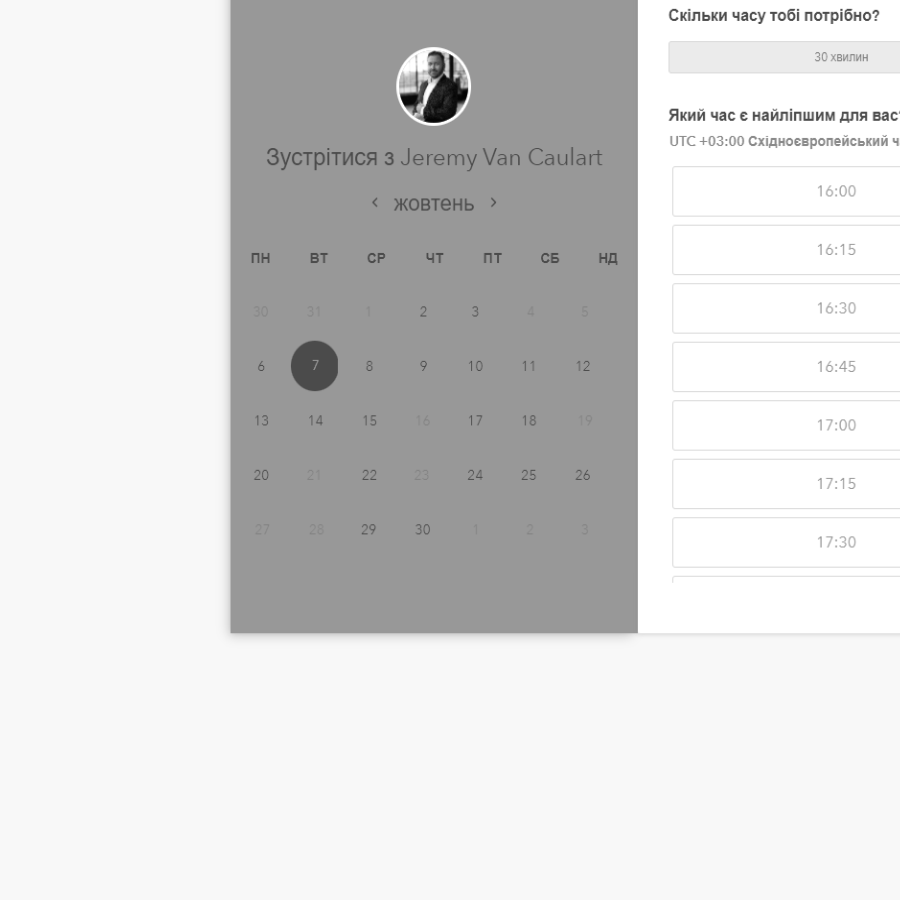 Зустрітися з Jeremy Van Caulart
жовтень
ПН ВТ СР ЧТ ПТ СБ НД
30 31 1 2 3 4 5
6 7 8 9 10 11 12
13 14 15 16 17 18 19
20 21 22 23 24 25 26
27 28 29 30 1 2 3
Скільки часу тобі потрібно?
30 хвилин
Який час є найліпшим для вас
UTC +03:00 Східноєвропейський ч
16:00
16:15
16:30
16:45
17:00
17:15
17:30